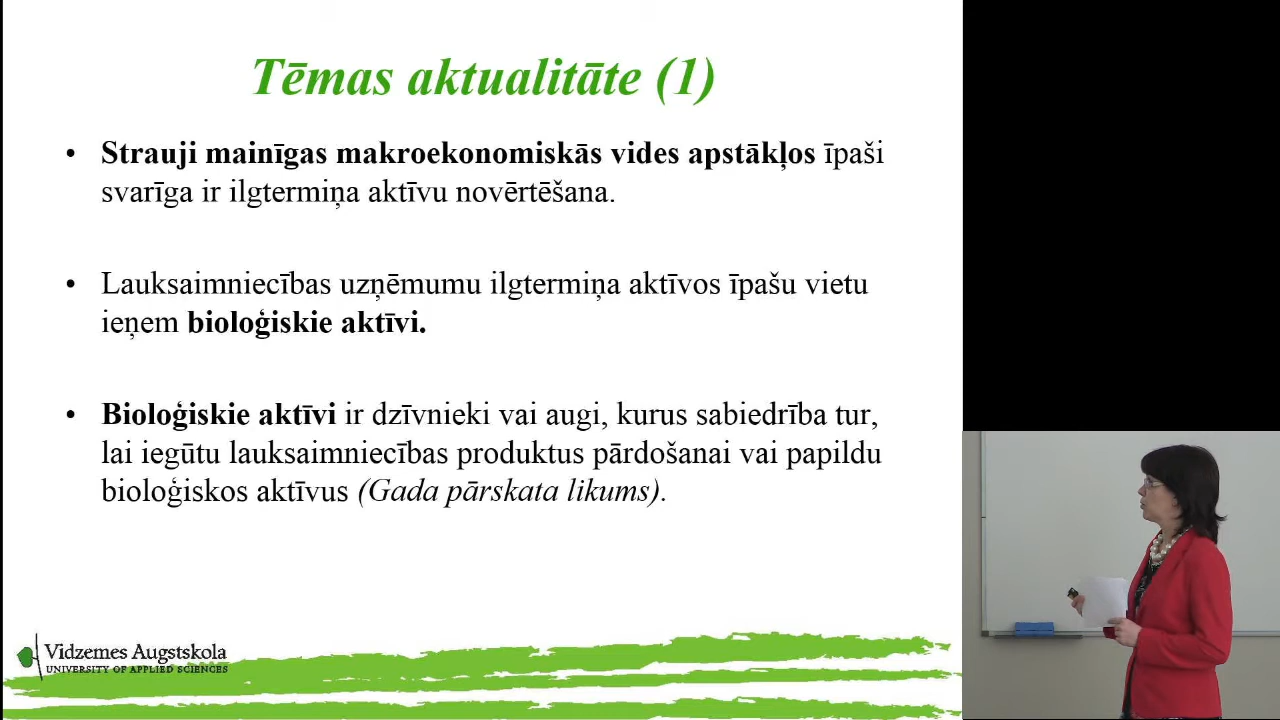 Tēmas aktualitāte (1)
• Strauji mainīgas makroekonomiskās vides apstākļos īpaši
svarīga ir ilgtermiņa aktīvu novērtēšana.
• Lauksaimniecības uzņēmumu ilgtermiņa aktīvos īpašu vietu
ieņem bioloģiskie aktīvi.
• Bioloģiskie aktīvi ir dzīvnieki vai augi, kurus sabiedrība tur,
lai iegūtu lauksaimniecības produktus pārdošanai vai papildu
bioloģiskos aktīvus (Gada pārskata likums).
Vidzemes Augstskola
UNIVERSITY OF APPLIED SCIENCES